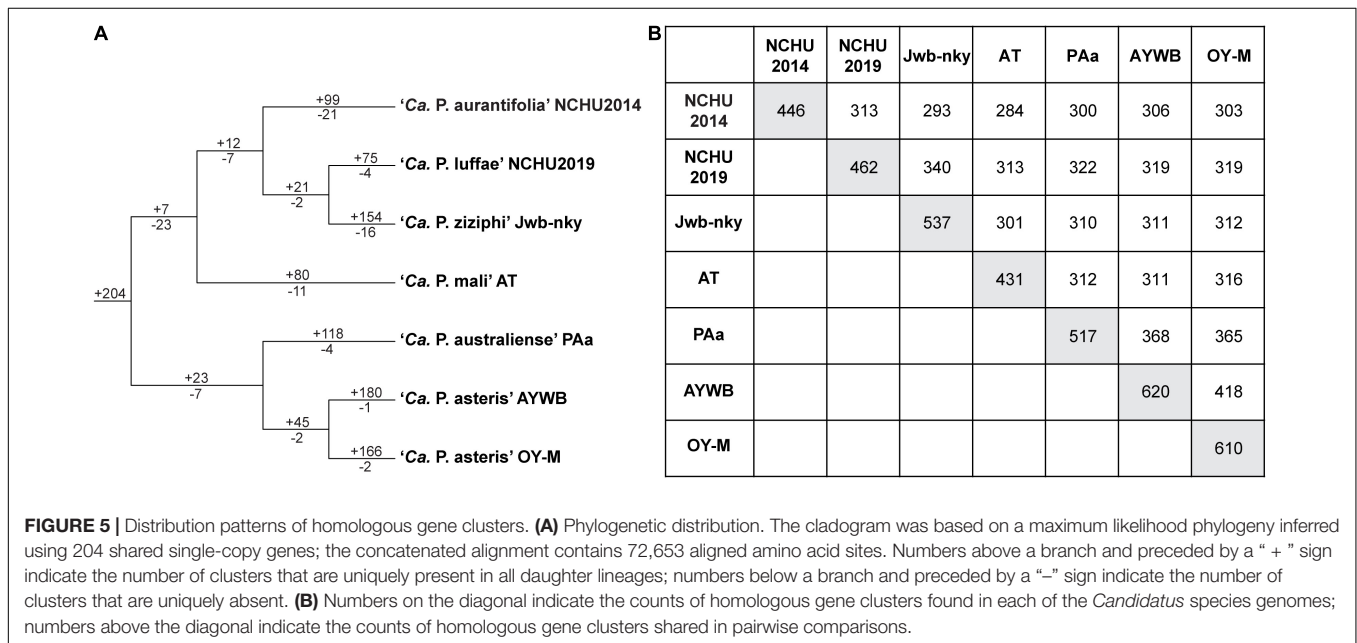 A
+99
-21
'Ca. P. aurantifolia' NCHU2014
+12
-7
+75
-4
'Ca. P. luffae' NCHU2019
+21
-2
+154
-16
'Ca. P. ziziphi' Jwb-nky
+7
-23
+80
-11
'Ca. P. mali' AT
+204
+118
-4
'Ca. P. australiense' PAa
+23
-7
+180
-1
'Ca. P. asteris' AYWB
+45
-2
+166
-2
'Ca. P. asteris' OY-M
B
NCHU 2014 NCHU 2019 Jwb-nky AT PAa AYWB OY-M
NCHU 2014 446 313 293 284 300 306 303
NCHU 2019 462 340 313 322 319 319
Jwb-nky 537 301 310 311 312
AT 431 312 311 316
PAa 517 368 365
AYWB 620 418
OY-M 610
FIGURE 5 | Distribution patterns of homologous gene clusters. (A) Phylogenetic distribution. The cladogram was based on a maximum likelihood phylogeny inferred
using 204 shared single-copy genes; the concatenated alignment contains 72,653 aligned amino acid sites. Numbers above a branch and preceded by a " + " sign
indicate the number of clusters that are uniquely present in all daughter lineages; numbers below a branch and preceded by a "–" sign indicate the number of
clusters that are uniquely absent. (B) Numbers on the diagonal indicate the counts of homologous gene clusters found in each of the Candidatus species genomes;
numbers above the diagonal indicate the counts of homologous gene clusters shared in pairwise comparisons.